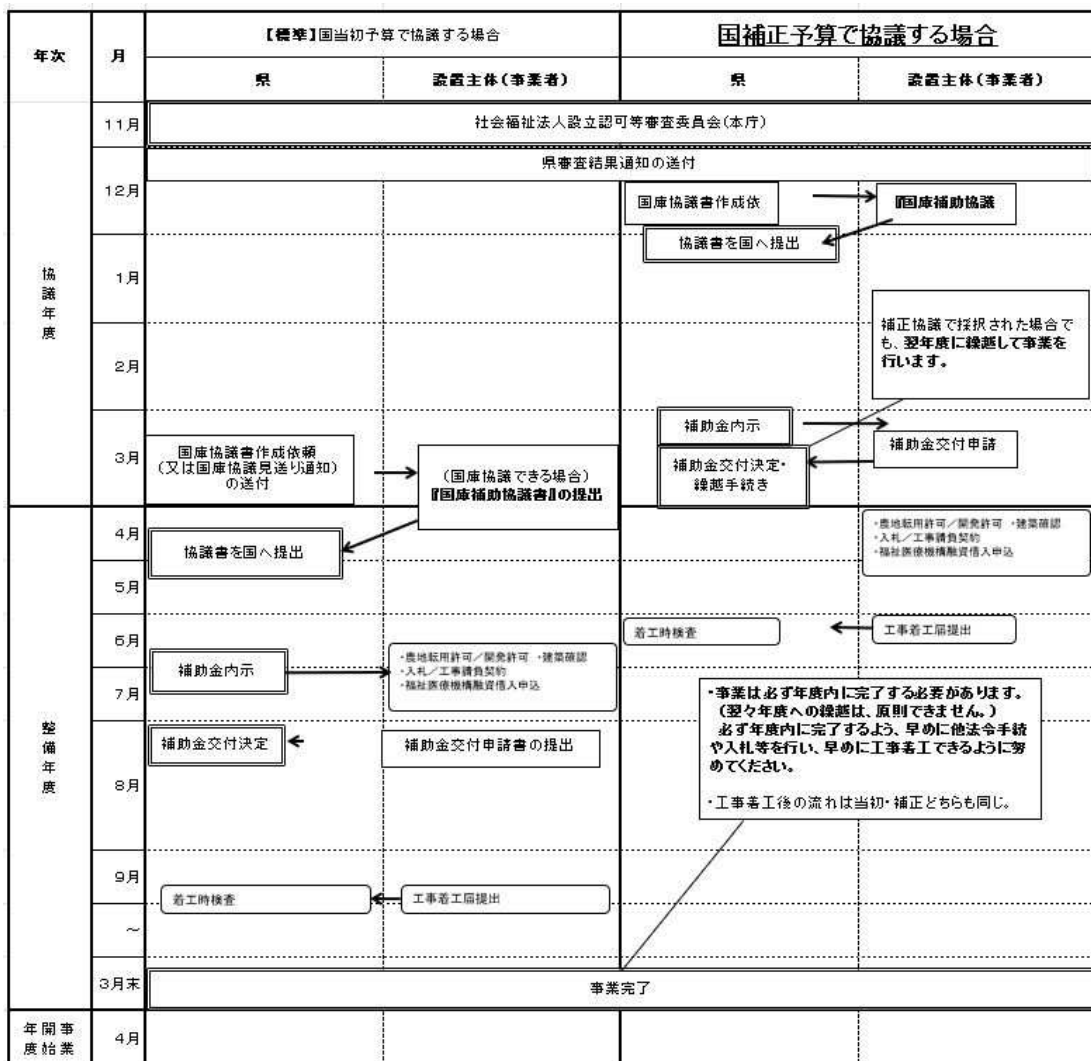 年次
月
【標準】国当初予算で協議する場合
国補正予算で協議する場合
県
設置主体(事業者)
県
設置主体(事業者)
協議年度
11月
社会福祉法人設立認可等審査委員会(本庁)
県審査結果通知の送付
12月
国庫協議書作成依
『国庫補助協議
協議書を国へ提出
1月
補正協議で採択された場合で
も、翌年度に繰越して事業を
行います。
2月
補助金内示
3月
国庫協議書作成依頼
(又は国庫協議見送り通知)
の送付
(国庫協議できる場合)
『国庫補助協議書』の提出
補助金交付申請
補助金交付決定・
繰越手続き
整備年度
4月
協議書を国へ提出
・農地転用許可/開発許可 ・建築確認
・入札/工事請負契約
・福祉医療機構融資借入申込
5月
6月
着工時検査
工事着工届提出
補助金内示
・農地転用許可/開発許可 ・建築確認
・入札/工事請負契約
・福祉医療機構融資借入申込
7月
・事業は必ず年度内に完了する必要があります。
(翌々年度への繰越は、原則できません。)
必ず年度内に完了するよう、早めに他法令手続
や入札等を行い、早めに工事着工できるように努
めてください。
・工事着工後の流れは当初・補正どちらも同じ。
補助金交付決定
補助金交付申請書の提出
8月
9月
着工時検査
工事着工届提出
~
3月末
事業完了
事業開始年度
4月